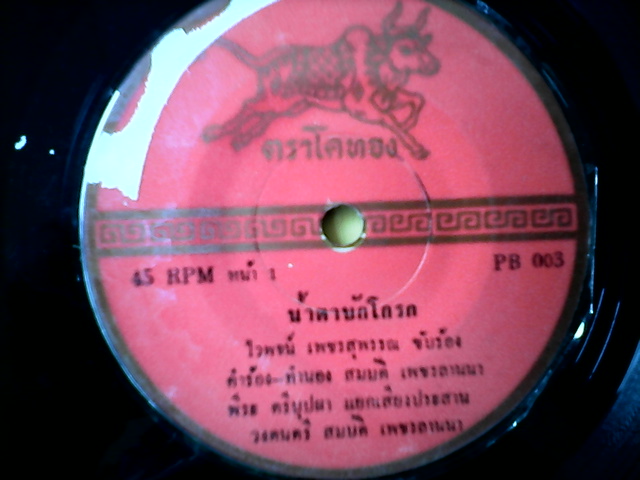 ตราโคทอง
45 RPM หน้า 1
PB 003
น้ำตาบักโกรก
ไวพจน์ เพชรสุพรรณ ขับร้อง
คำร้อง-ทำนอง สมบดี เพชรลานนา
พีระ ตรีบุปผา แยกเสียงประสาน
วงดนตรี สมบดี เพชรลานนา